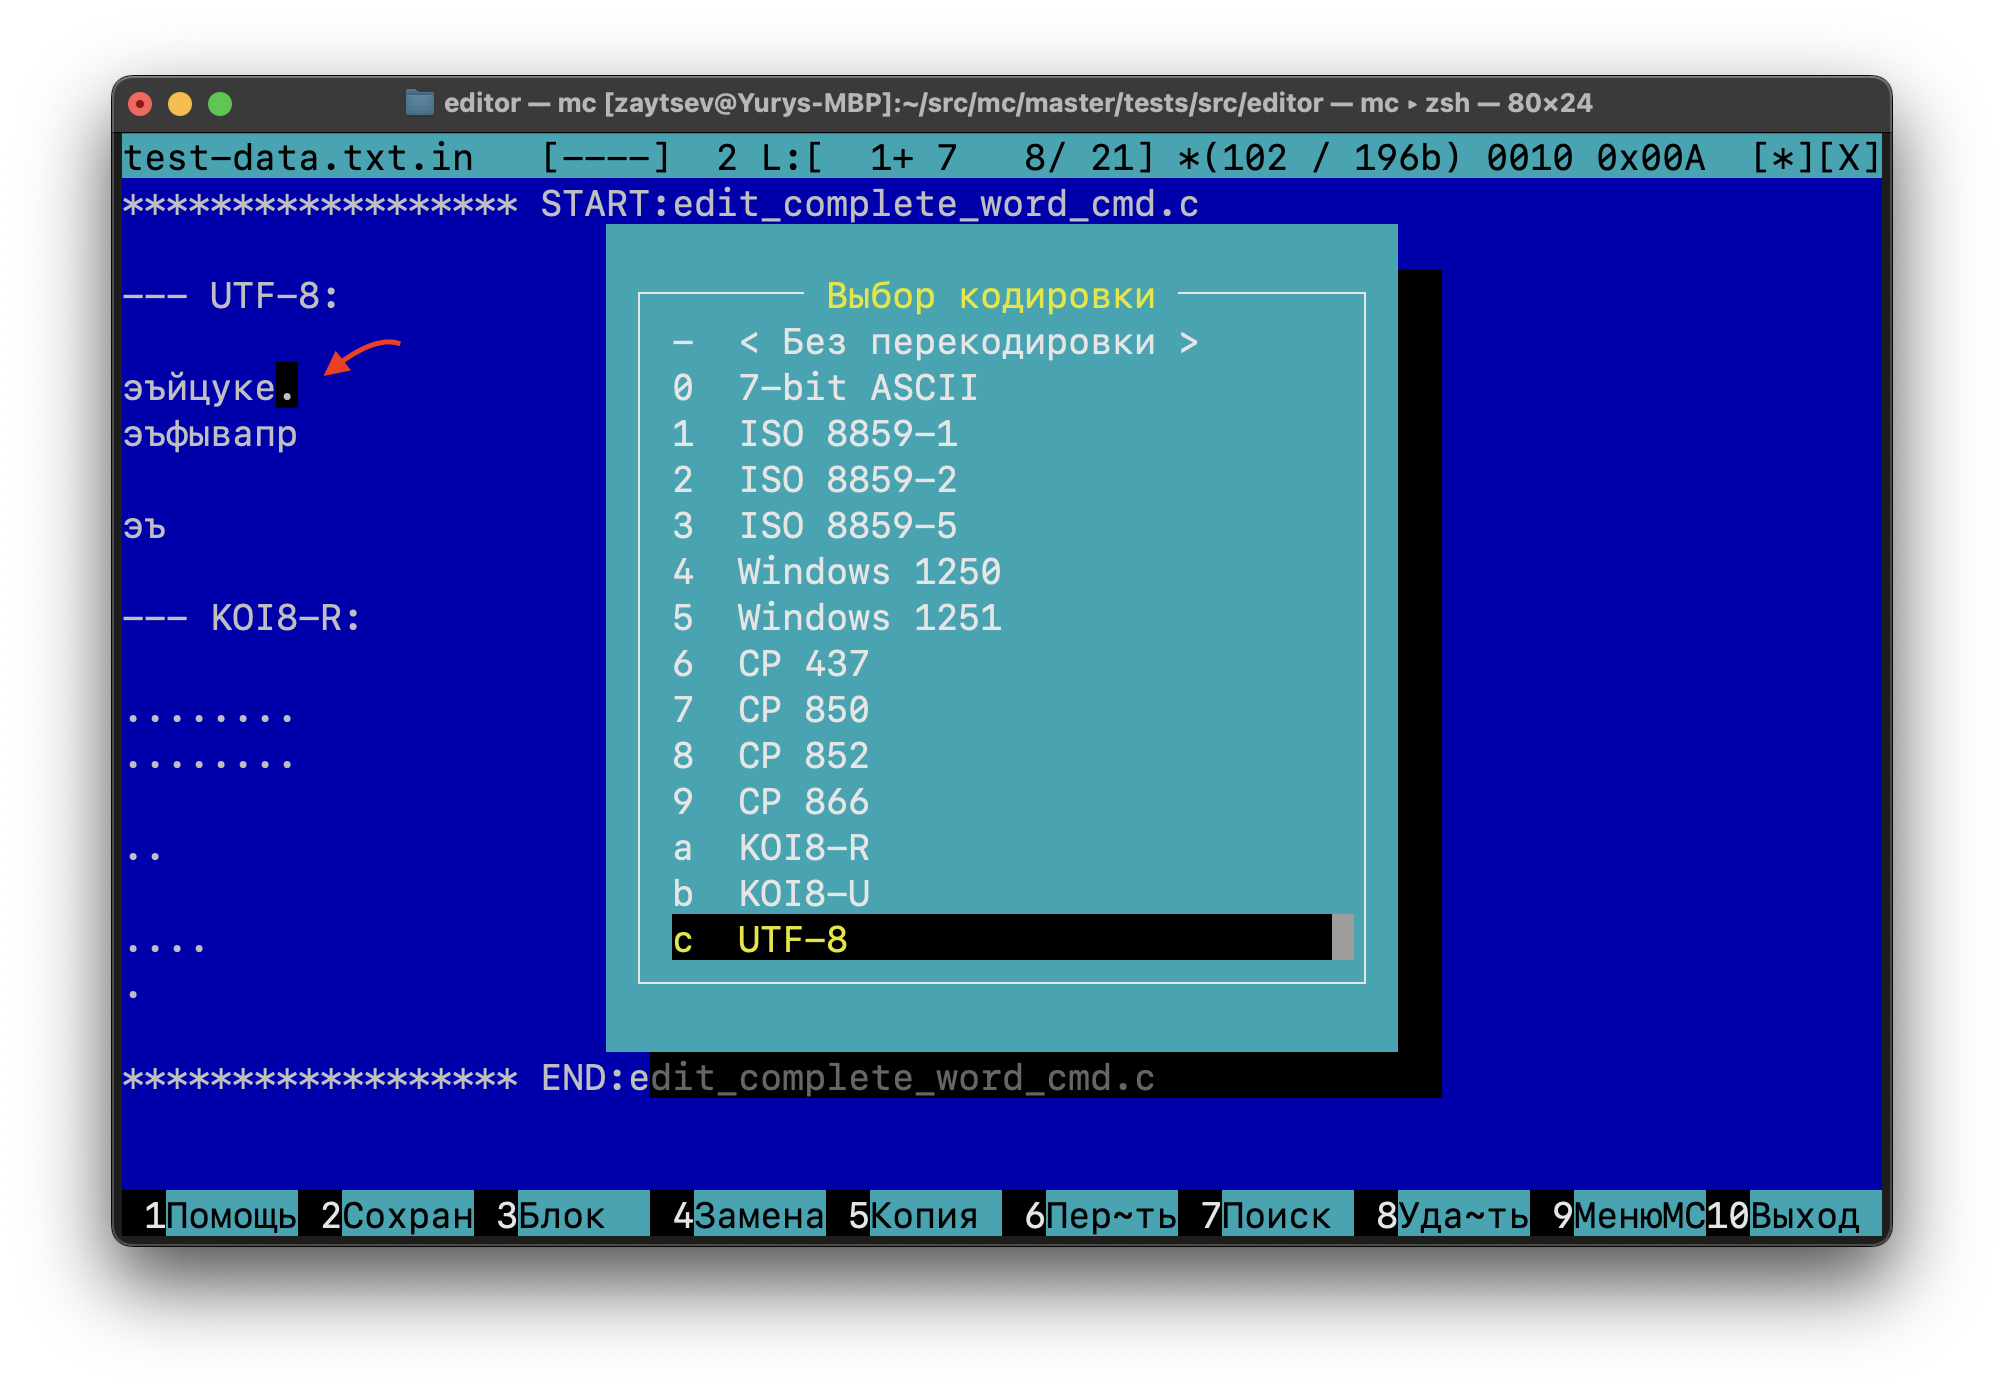 editor — mc [zaytsev@Yurys-MBP]:~/src/mc/master/tests/src/editor — mc ▸ zsh — 80×24
test-data.txt.in   [----]  2 L:[  1+ 7   8/ 21] *(102 / 196b) 0010 0x00A  [*][X]
****************** START:edit_complete_word_cmd.c
--- UTF-8:
эъйцуке.
эъфывапр
эъ
--- KOI8-R:
........
........
..
....
.
****************** END:edit_complete_word_cmd.c
Выбор кодировки
-  < Без перекодировки >
0  7-bit ASCII
1  ISO 8859-1
2  ISO 8859-2
3  ISO 8859-5
4  Windows 1250
5  Windows 1251
6  CP 437
7  CP 850
8  CP 852
9  CP 866
a  KOI8-R
b  KOI8-U
c  UTF-8
1Помощь 2Сохран 3Блок 4Замена 5Копия 6Пер~ть 7Поиск 8Уда~ть 9МенюMC 10Выход